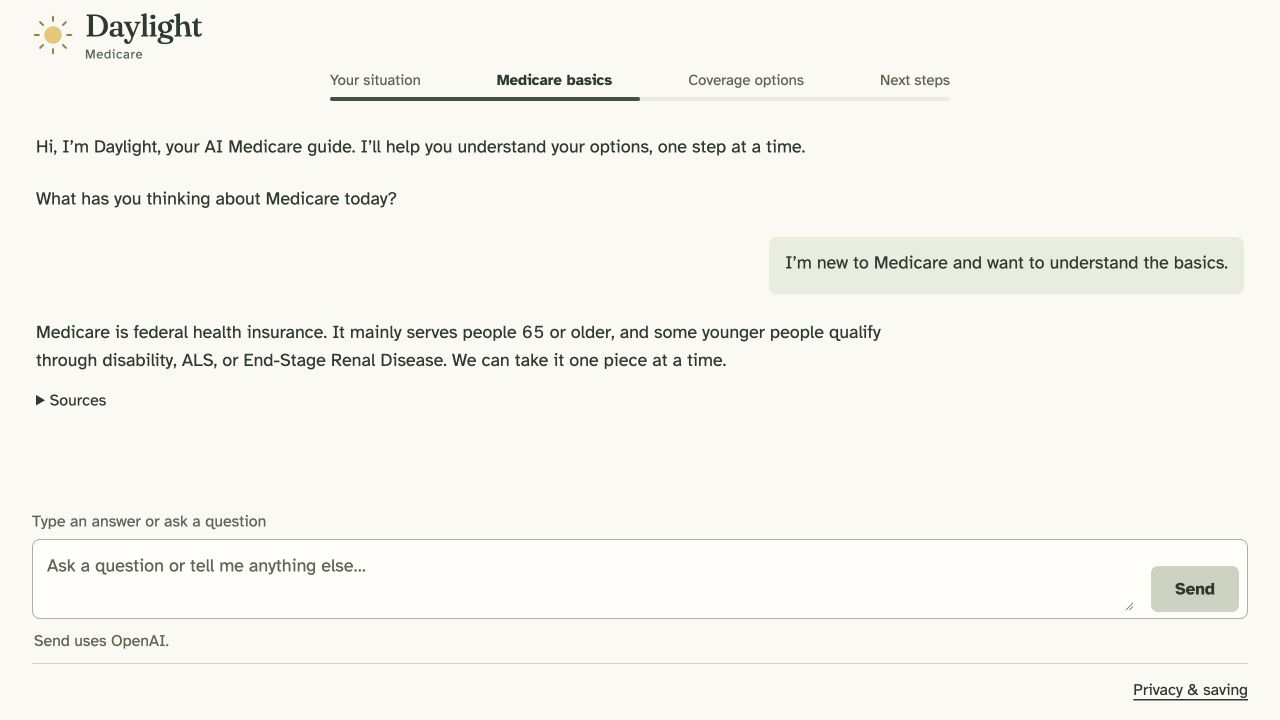 Daylight
Medicare
Your situation
Medicare basics
Coverage options
Next steps
Hi, I’m Daylight, your AI Medicare guide. I’ll help you understand your options, one step at a time.
What has you thinking about Medicare today?
I’m new to Medicare and want to understand the basics.
Medicare is federal health insurance. It mainly serves people 65 or older, and some younger people qualify
through disability, ALS, or End-Stage Renal Disease. We can take it one piece at a time.
Sources
Type an answer or ask a question
Ask a question or tell me anything else...
Send
Send uses OpenAI.
Privacy & saving